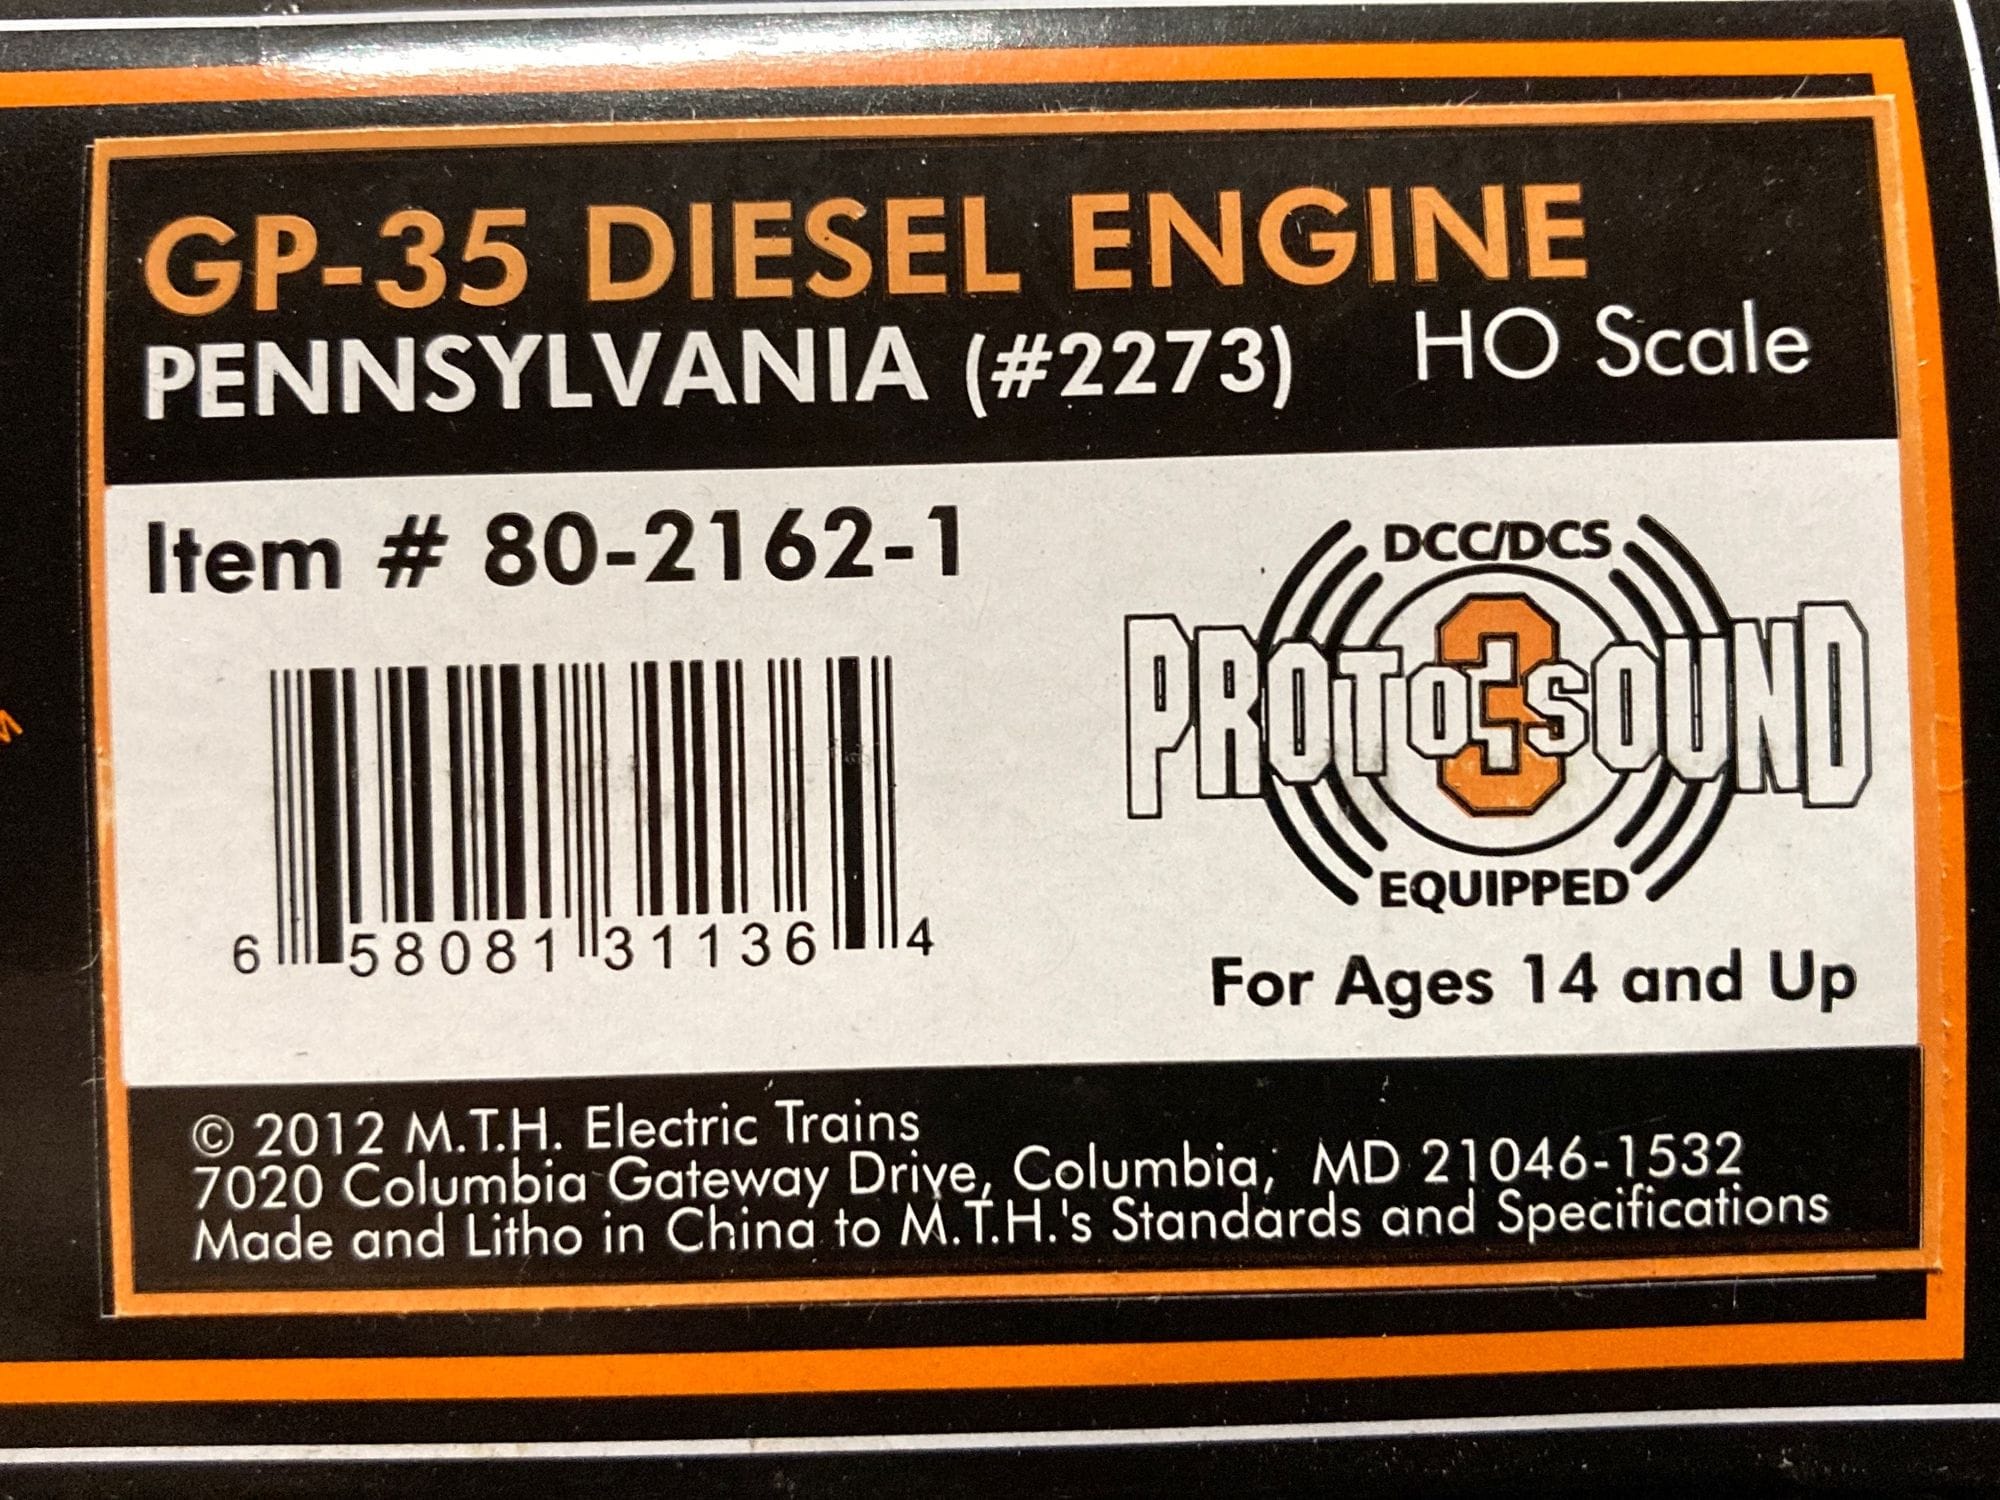 GP-35 DIESEL ENGINE
PENNSYLVANIA (#2273) HO Scale
Item # 80-2162-1
DCC/DCS
PROTO 3 SOUND
EQUIPPED
6 58081 31136 4
For Ages 14 and Up
© 2012 M.T.H. Electric Trains
7020 Columbia Gateway Drive, Columbia, MD 21046-1532
Made and Litho in China to M.T.H.'s Standards and Specifications